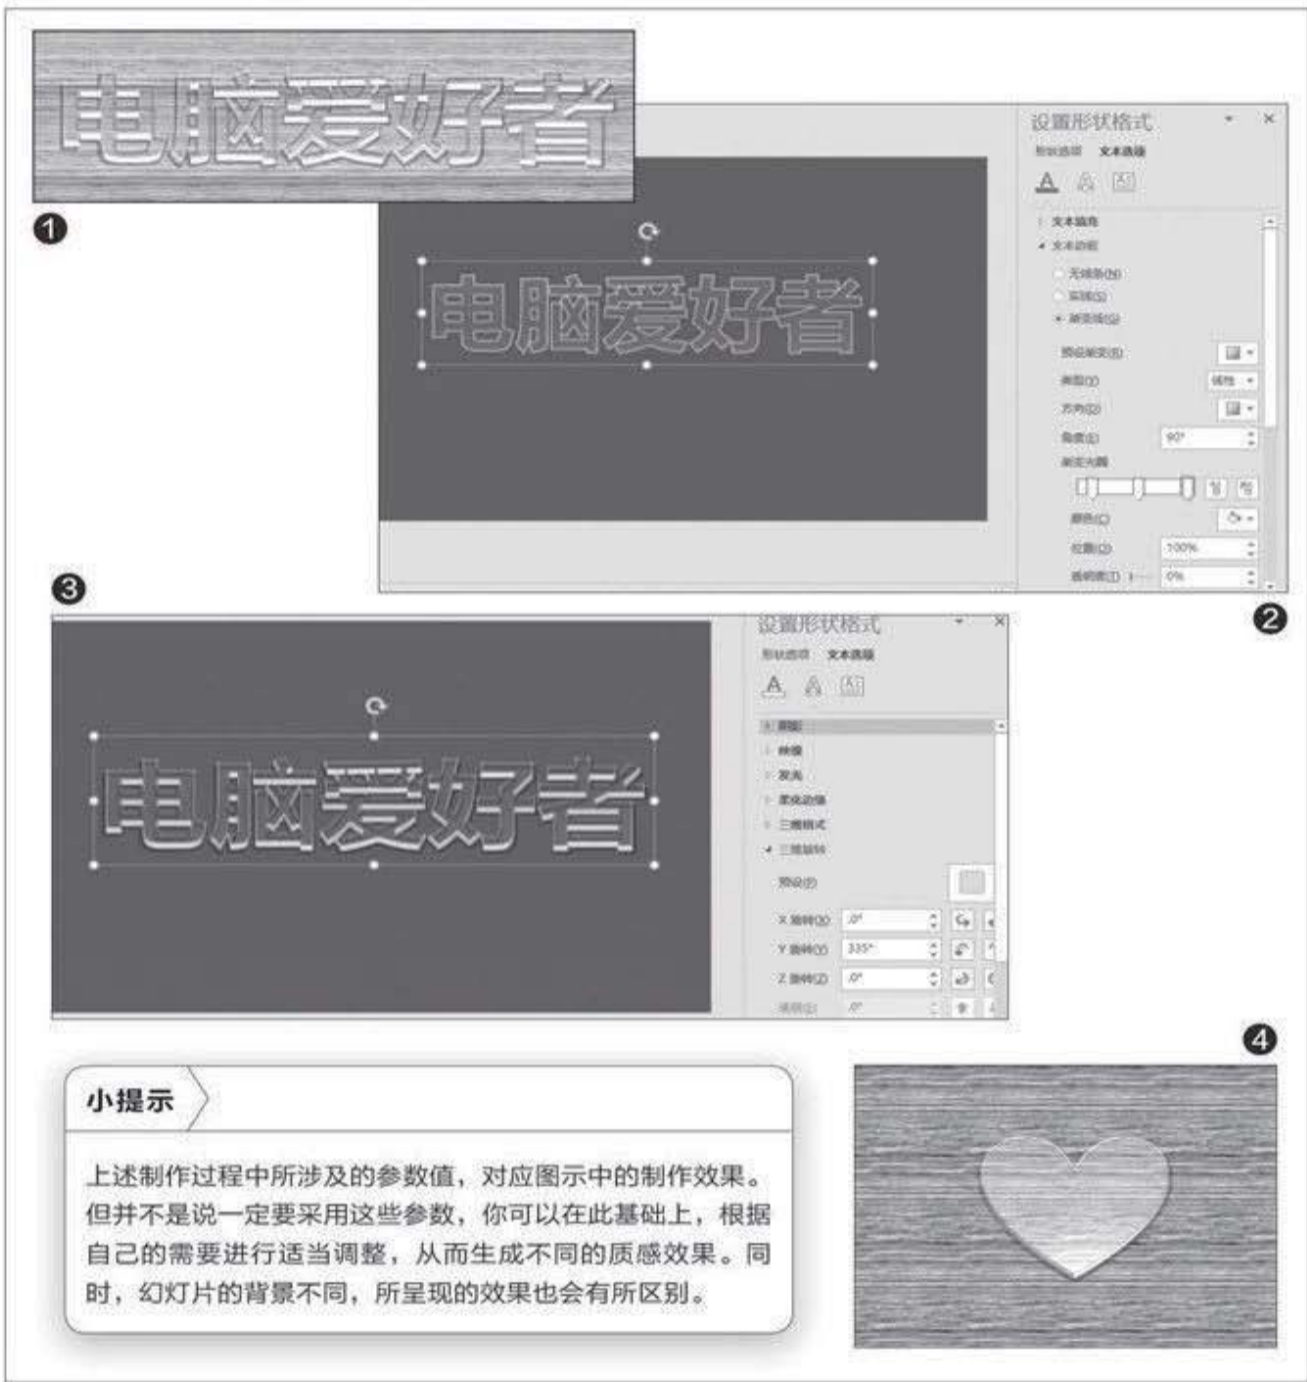 电脑爱好者
1
电脑爱好者
设置形状格式
形状选项 文本选项
A A A
文本填充
文本边框
无线条(N)
实线(S)
渐变线(G)
预设渐变(R)
类型(Y) 线性
方向(D)
角度(E) 90°
渐变光圈
颜色(C)
位置(O) 100%
透明度(T) 0%
2
3
电脑爱好者
设置形状格式
形状选项 文本选项
A A A
阴影
映像
发光
柔化边缘
三维格式
三维旋转
预设(P)
X 旋转(X) .0°
Y 旋转(Y) 335°
Z 旋转(Z) .0°
透视(E) .0°
4
小提示
上述制作过程中所涉及的参数值，对应图示中的制作效果。
但并不是说一定要采用这些参数，你可以在此基础上，根据
自己的需要进行适当调整，从而生成不同的质感效果。同
时，幻灯片的背景不同，所呈现的效果也会有所区别。